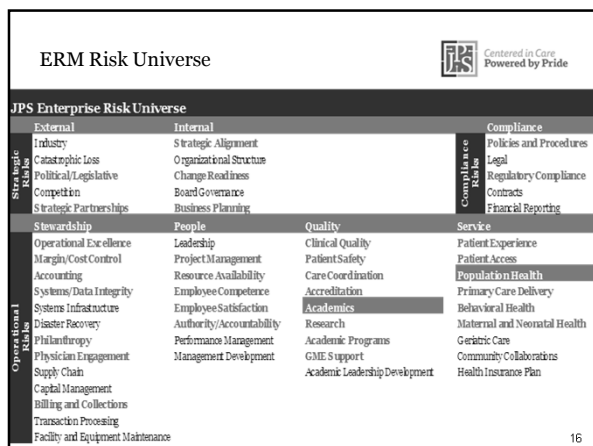 ERM Risk Universe
JPS
Centered in Care
Powered by Pride
JPS Enterprise Risk Universe
External Internal Compliance
Strategic Risks
Industry Strategic Alignment
Catastrophic Loss Organizational Structure
Political/Legislative Change Readiness
Competition Board Governance
Strategic Partnerships Business Planning
Compliance Risks
Policies and Procedures
Legal
Regulatory Compliance
Contracts
Financial Reporting
Stewardship People Quality Service
Operational Risks
Operational Excellence Leadership Clinical Quality Patient Experience
Margin/Cost Control Project Management Patient Safety Patient Access
Accounting Resource Availability Care Coordination Population Health
Systems/Data Integrity Employee Competence Accreditation Primary Care Delivery
Systems Infrastructure Employee Satisfaction Academics Behavioral Health
Disaster Recovery Authority/Accountability Research Maternal and Neonatal Health
Philanthropy Performance Management Academic Programs Geriatric Care
Physician Engagement Management Development GME Support Community Collaborations
Supply Chain Academic Leadership Development Health Insurance Plan
Capital Management
Billing and Collections
Transaction Processing
Facility and Equipment Maintenance
16